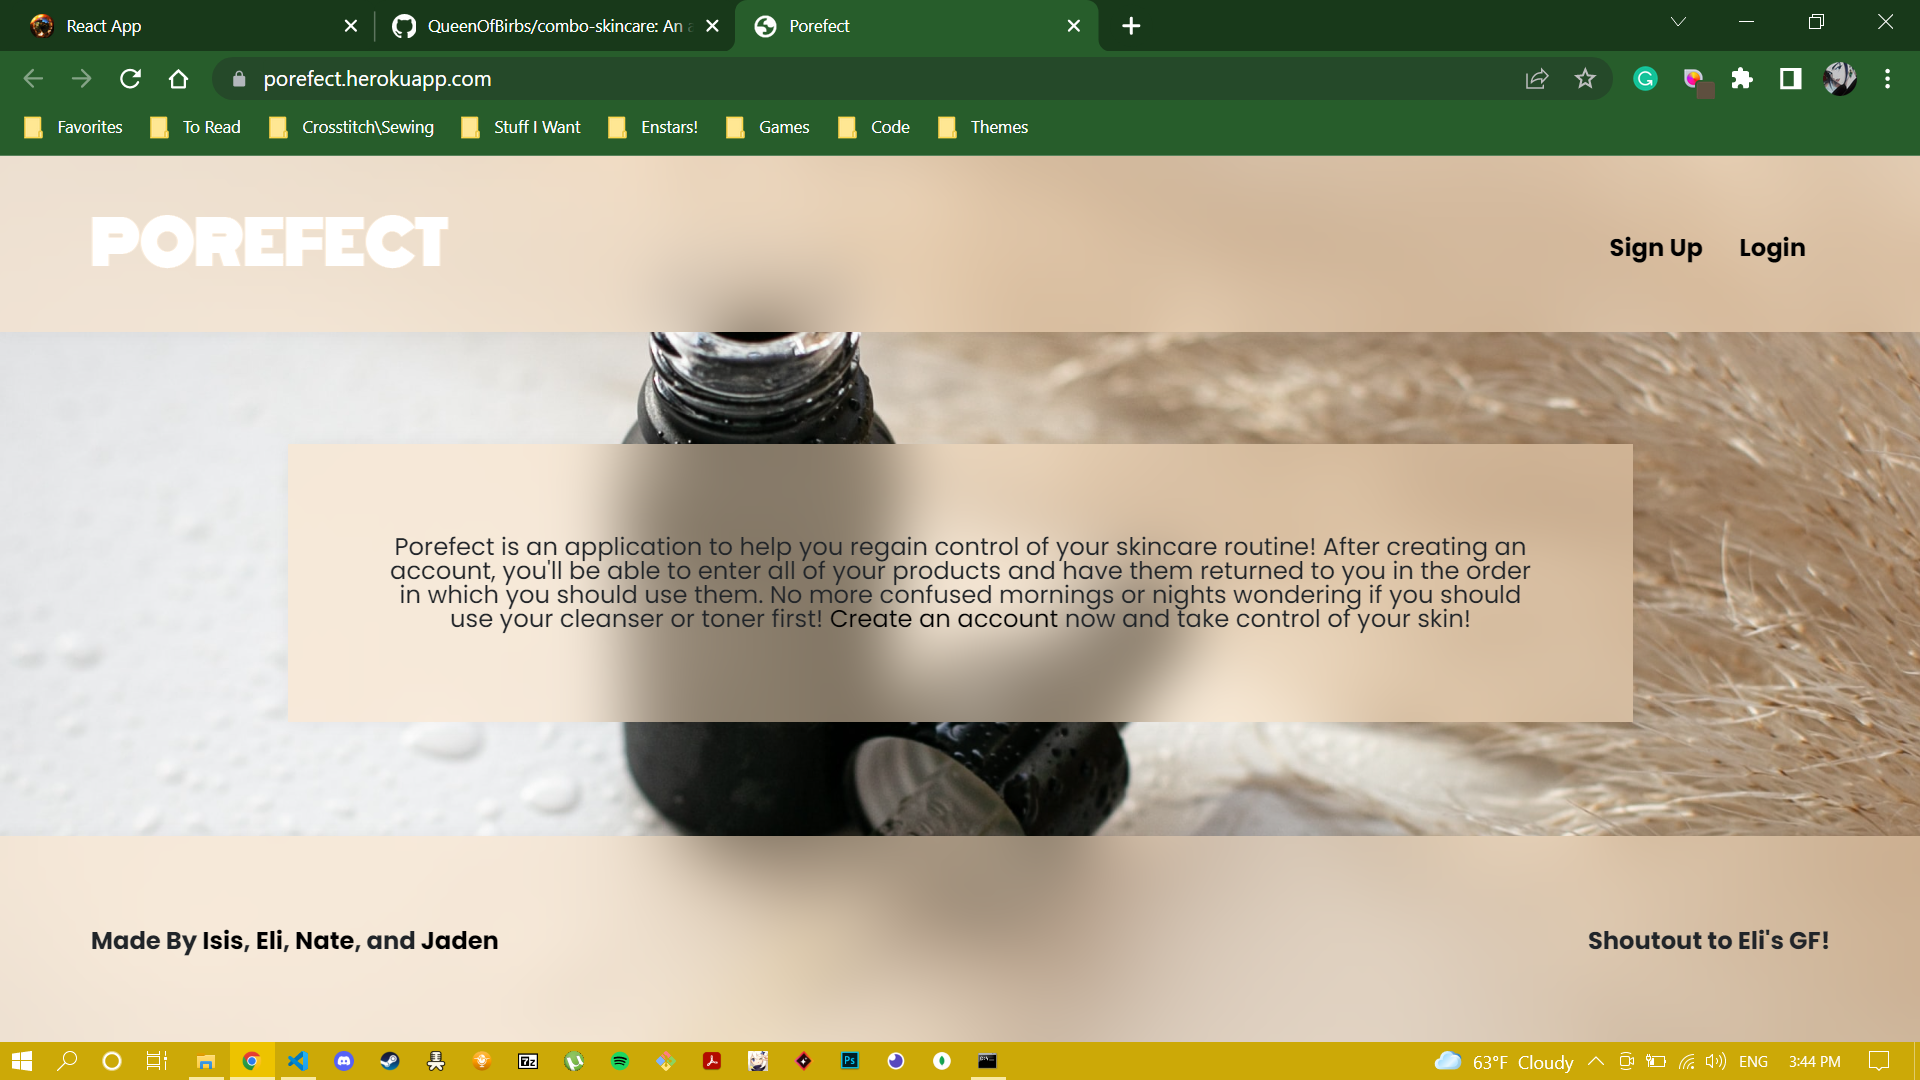 React App
QueenOfBirbs/combo-skincare: An a
Porefect
porefect.herokuapp.com
Favorites
To Read
Crosstitch\Sewing
Stuff I Want
Enstars!
Games
Code
Themes
POREFECT
Sign Up
Login
Porefect is an application to help you regain control of your skincare routine! After creating an
account, you'll be able to enter all of your products and have them returned to you in the order
in which you should use them. No more confused mornings or nights wondering if you should
use your cleanser or toner first! Create an account now and take control of your skin!
Made By Isis, Eli, Nate, and Jaden
Shoutout to Eli's GF!
7z
Ps
63°F Cloudy
ENG
3:44 PM